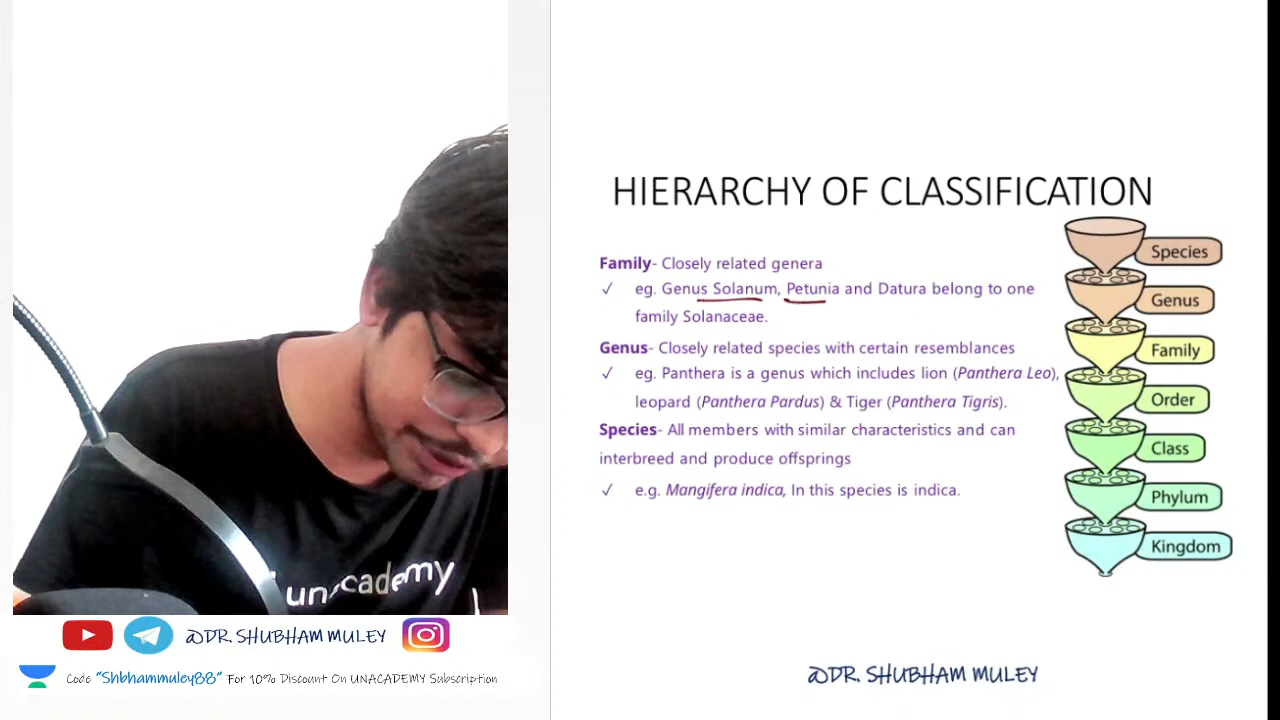 HIERARCHY OF CLASSIFICATION
Family- Closely related genera
✓ eg. Genus Solanum, Petunia and Datura belong to one
family Solanaceae.
Genus- Closely related species with certain resemblances
✓ eg. Panthera is a genus which includes lion (Panthera Leo),
leopard (Panthera Pardus) & Tiger (Panthera Tigris).
Species- All members with similar characteristics and can
interbreed and produce offsprings
✓ e.g. Mangifera indica, In this species is indica.
Species
Genus
Family
Order
Class
Phylum
Kingdom
unacademy
@DR. SHUBHAM MULEY
Code "Shbhammuley88" For 10% Discount On UNACADEMY Subscription
@DR. SHUBHAM MULEY